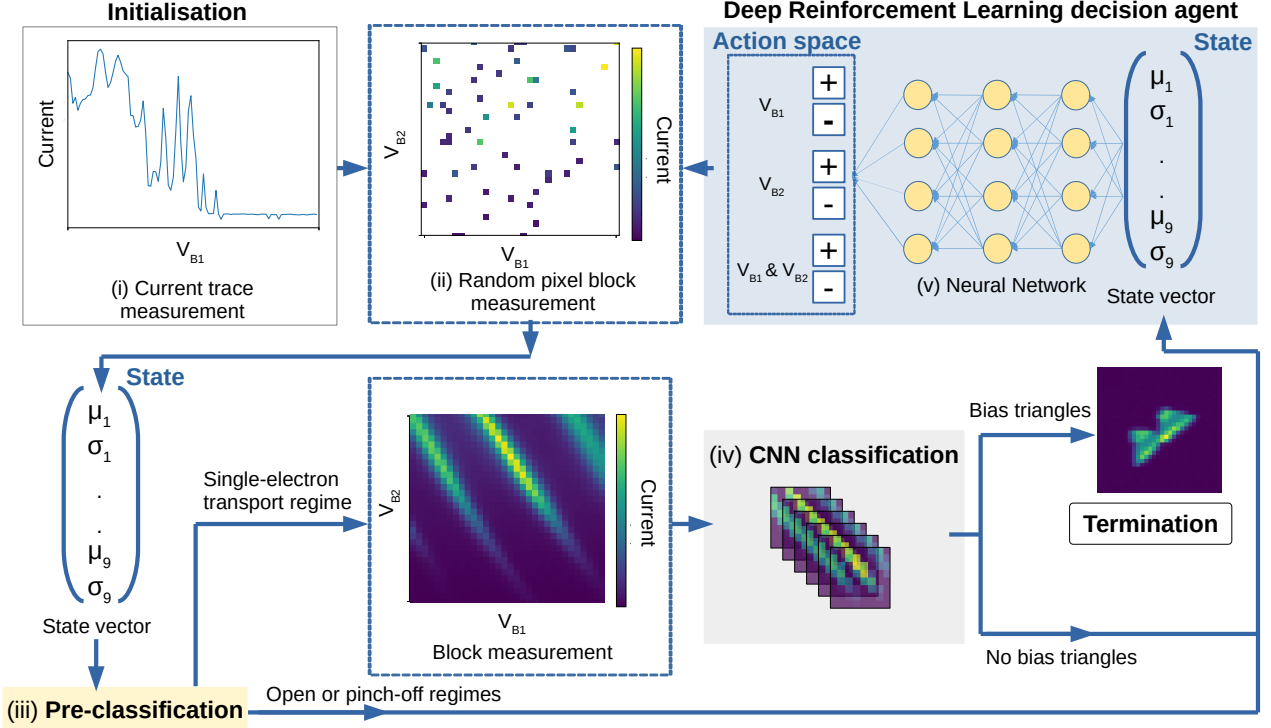 Initialisation
Current
V_B1
(i) Current trace
measurement
V_B2
Current
V_B1
(ii) Random pixel block
measurement
Deep Reinforcement Learning decision agent
Action space
State
V_B1
+
-
V_B2
+
-
V_B1 & V_B2
+
-
(v) Neural Network
μ_1
σ_1
.
.
μ_9
σ_9
State vector
State
μ_1
σ_1
.
.
μ_9
σ_9
State vector
(iii) Pre-classification
Single-electron
transport regime
Open or pinch-off regimes
V_B2
Current
V_B1
Block measurement
(iv) CNN classification
Bias triangles
Termination
No bias triangles